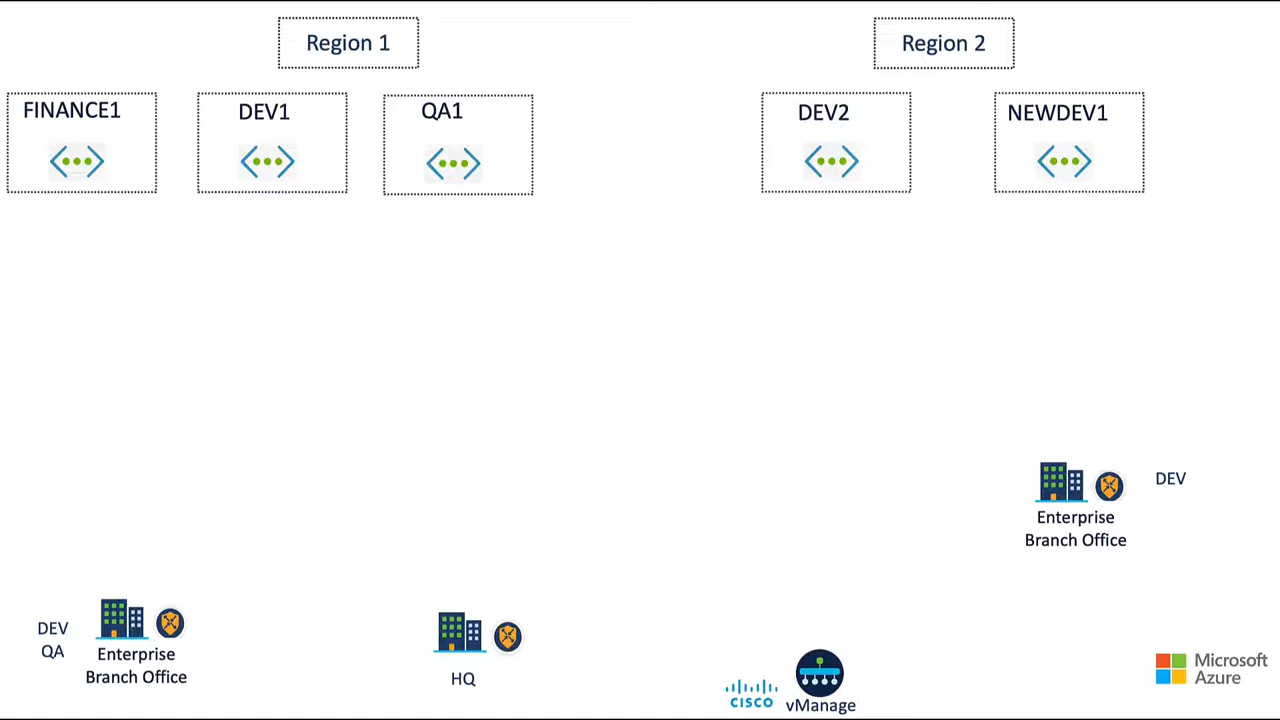 Region 1
Region 2
FINANCE1
DEV1
QA1
DEV2
NEWDEV1
DEV
Enterprise
Branch Office
DEV
QA
Enterprise
Branch Office
HQ
CISCO
vManage
Microsoft
Azure